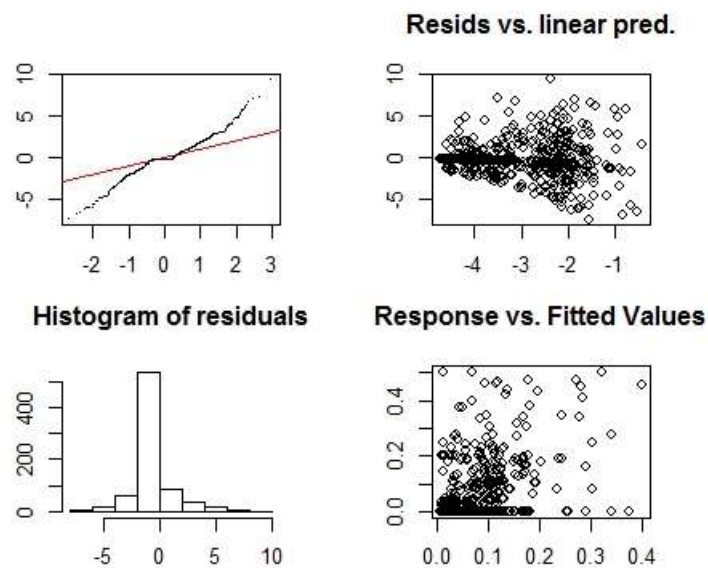 Resids vs. linear pred.
10
5
0
-5
-2 -1 0 1 2 3
10
5
0
-5
-4 -3 -2 -1
Histogram of residuals
400
200
0
-5 0 5 10
Response vs. Fitted Values
0.4
0.2
0.0
0.0 0.1 0.2 0.3 0.4